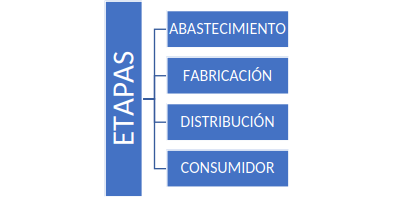 ETAPAS
ABASTECIMIENTO
FABRICACIÓN
DISTRIBUCIÓN
CONSUMIDOR